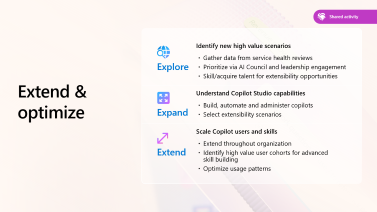 Shared activity
Extend &
optimize
Explore
Identify new high value scenarios
• Gather data from service health reviews
• Prioritize via AI Council and leadership engagement
• Skill/acquire talent for extensibility opportunities
Expand
Understand Copilot Studio capabilities
• Build, automate and administer copilots
• Select extensibility scenarios
Extend
Scale Copilot users and skills
• Extend throughout organization
• Identify high value user cohorts for advanced
skill building
• Optimize usage patterns